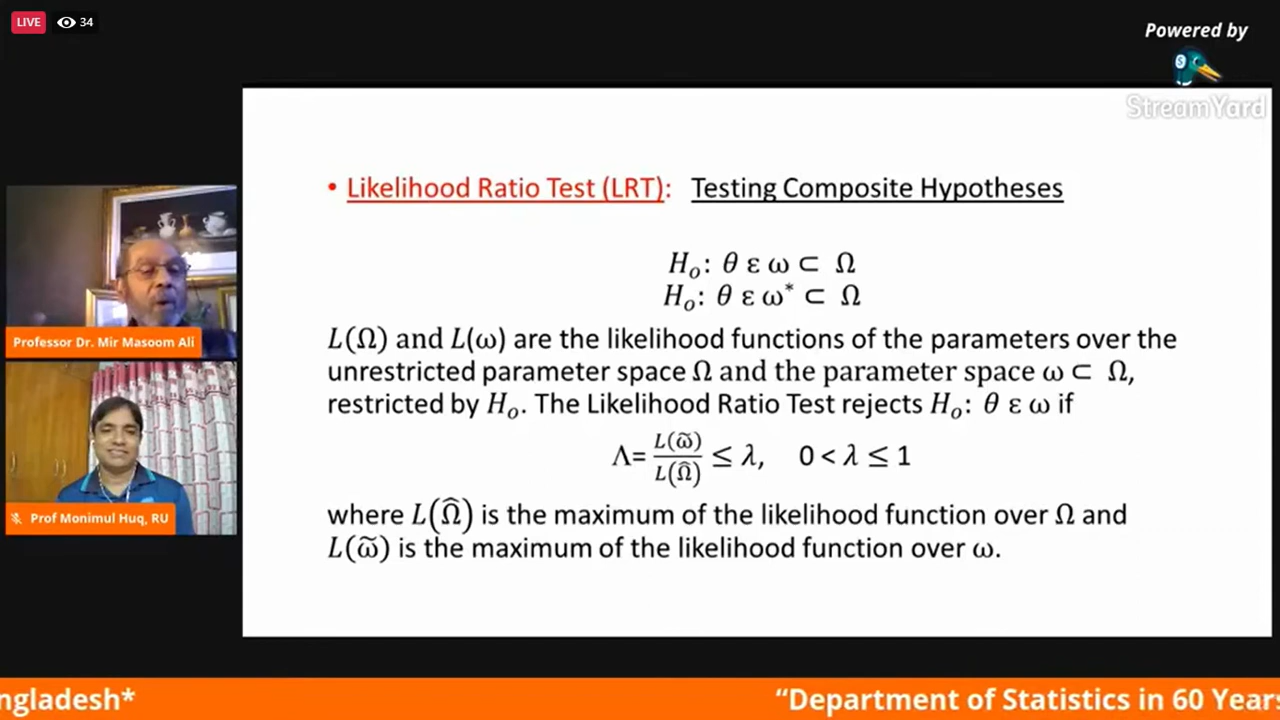 LIVE 34
Powered by
StreamYard
• Likelihood Ratio Test (LRT): Testing Composite Hypotheses
Hₒ: θ ε ω ⊂ Ω
Hₒ: θ ε ω* ⊂ Ω
L(Ω) and L(ω) are the likelihood functions of the parameters over the
unrestricted parameter space Ω and the parameter space ω ⊂ Ω,
restricted by Hₒ. The Likelihood Ratio Test rejects Hₒ: θ ε ω if
Λ= L(ω̃)/L(Ω̂) ≤ λ, 0 < λ ≤ 1
where L(Ω̂) is the maximum of the likelihood function over Ω and
L(ω̃) is the maximum of the likelihood function over ω.
Professor Dr. Mir Masoom Ali
Prof Monimul Huq, RU
ngladesh* “Department of Statistics in 60 Years